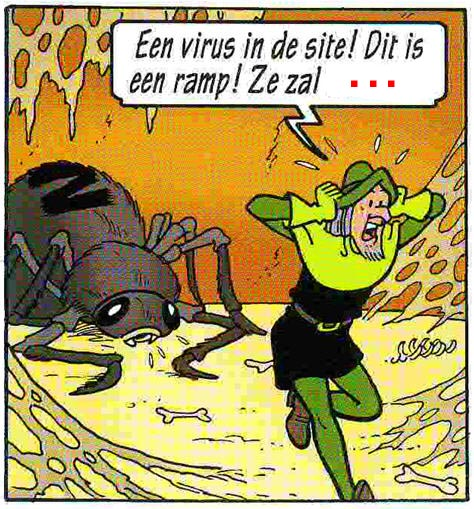 Een virus in de site! Dit is
een ramp! Ze zal ...
N